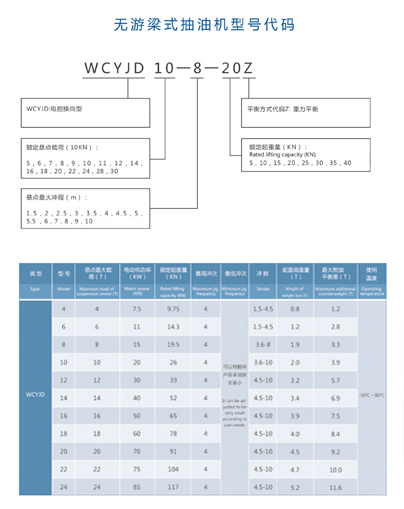 无游梁式抽油机型号代码
WCYJD 10—8—20Z
WCYJD:电控换向型
平衡方式代码Z: 重力平衡
额定悬点载荷（10KN）:
5 , 6 , 7 , 8 , 9 , 10 , 11 , 12 , 14 ,
16 , 18 , 20 , 22 , 24 , 28 , 30
额定起重量（KN）:
Rated lifting capacity (KN):
5 , 10 , 15 , 20 , 25 , 30 , 35 , 40
悬点最大冲程（m）:
1.5 , 2 , 2.5 , 3 , 3.5 , 4 , 4.5 , 5 ,
5.5 , 6 , 7 , 8 , 9 , 10
类型 型号 悬点最大载荷（T） 电动机功率（KW） 额定起重量（KN） 最高冲次 最低冲次 冲程 配重箱重量（T） 最大附加平衡重（T） 使用温度
Type Model Maximum load of suspension center (T) Motor power (KW) Rated lifting capacity (KN) Maximum jig frequency Minimum jig frequency Stroke Weight of weight box (T) Maximum additional counterweight (T) Operating temperature
4 4 7.5 9.75 4 1.5-4.5 0.8 1.2
6 6 11 14.3 4 1.5-4.5 1.2 2.8
8 8 15 19.5 4 3.6-8 1.9 3.3
10 10 20 26 4 3.6-10 2.0 3.9
12 12 30 39 4 4.5-10 3.2 5.7
WCYJD
14 14 40 52 4 4.5-10 3.4 6.9
-50℃ - 80℃
It can be adjusted to be very small according to user needs
16 16 50 65 4 4.5-10 3.9 7.5
18 18 60 78 4 4.5-10 4.0 8.4
20 20 70 91 4 4.5-10 4.5 9.2
22 22 75 104 4 4.5-10 4.7 10.0
24 24 85 117 4 4.5-10 5.2 11.6